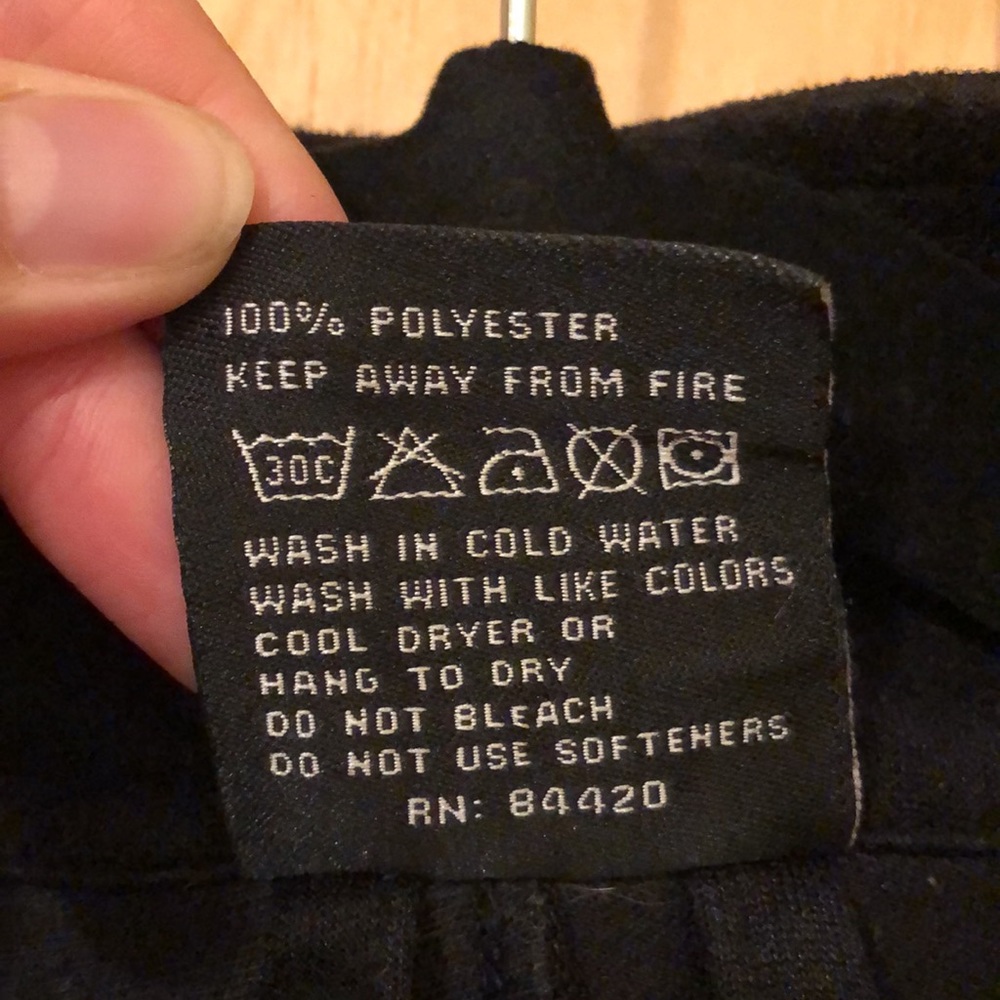 100% POLYESTER
KEEP AWAY FROM FIRE
30C
WASH IN COLD WATER
WASH WITH LIKE COLORS
COOL DRYER OR
HANG TO DRY
DO NOT BLEACH
DO NOT USE SOFTENERS
RN: 84420